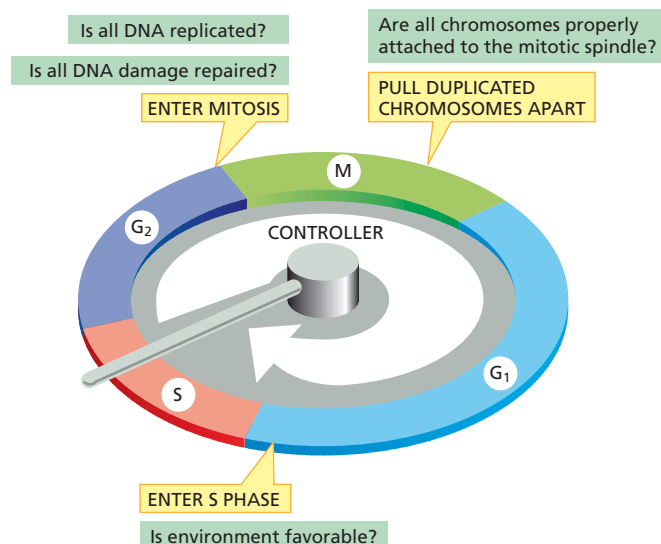 Is all DNA replicated?
Is all DNA damage repaired?
ENTER MITOSIS
Are all chromosomes properly
attached to the mitotic spindle?
PULL DUPLICATED
CHROMOSOMES APART
M
G₂
CONTROLLER
G₁
S
ENTER S PHASE
Is environment favorable?